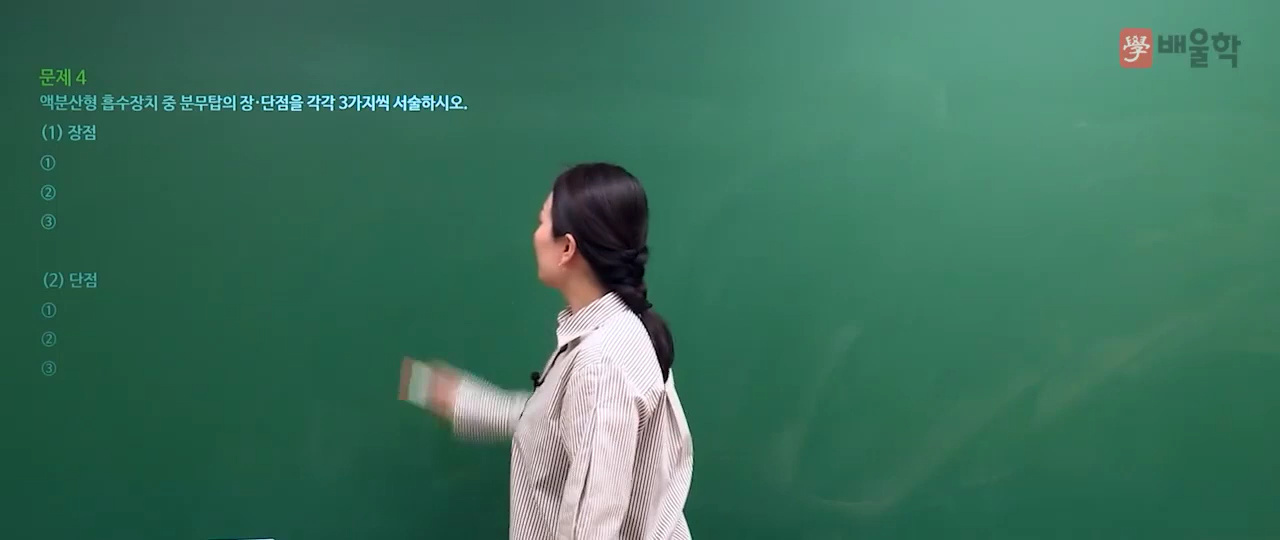 學 배울학
문제 4
액분산형 흡수장치 중 분무탑의 장·단점을 각각 3가지씩 서술하시오.
(1) 장점
①
②
③
(2) 단점
①
②
③